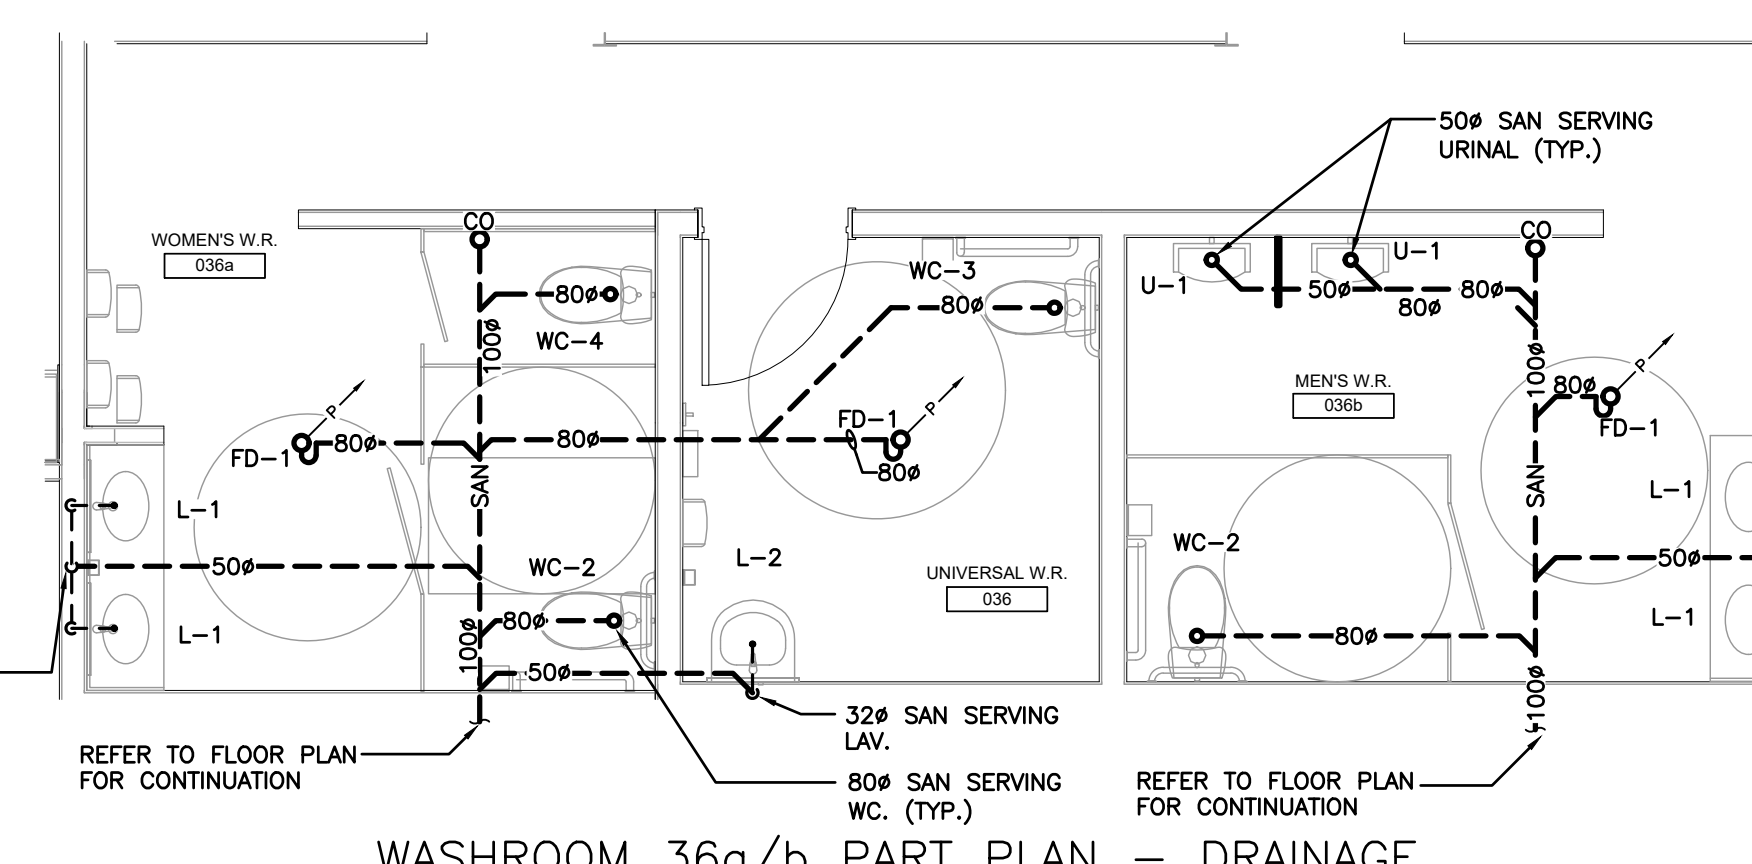 50ø SAN SERVING
URINAL (TYP.)
WOMEN'S W.R.
036a
CO
80ø
WC-4
100ø
P
FD-1
80ø
80ø
SAN
L-1
50ø
WC-2
L-1
100ø
80ø
50ø
WC-3
80ø
FD-1
P
80ø
L-2
UNIVERSAL W.R.
036
U-1
U-1
50ø
80ø
80ø
CO
MEN'S W.R.
036b
100ø
80ø
P
FD-1
SAN
L-1
WC-2
50ø
L-1
80ø
100ø
32ø SAN SERVING
LAV.
REFER TO FLOOR PLAN
FOR CONTINUATION
80ø SAN SERVING
WC. (TYP.)
REFER TO FLOOR PLAN
FOR CONTINUATION
WASHROOM 36a/b PART PLAN - DRAINAGE